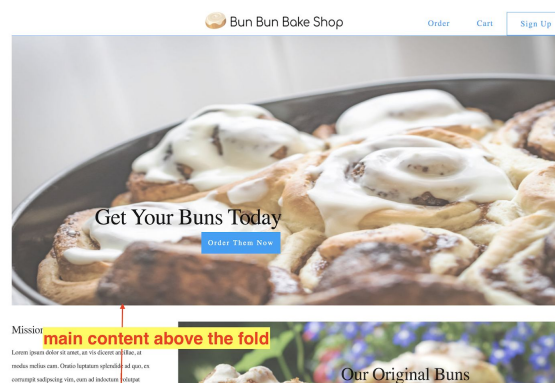 Bun Bun Bake Shop
Order Cart Sign Up
Get Your Buns Today
Order Them Now
Mission
main content above the fold
Lorem ipsum dolor sit amet, an vis diceret ancillae, at
modus melius eam. Oratio luptatum splendide ad quo, ex
corrumpit sadipscing vim, eum ad indoctum volutpat
Our Original Buns